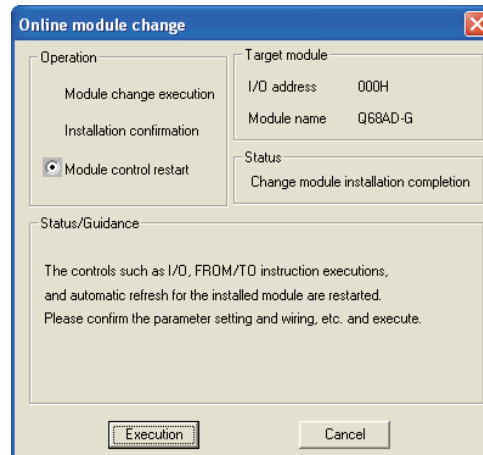 Online module change
Operation
Module change execution
Installation confirmation
Module control restart
Target module
I/O address 000H
Module name Q68AD-G
Status
Change module installation completion
Status/Guidance
The controls such as I/O, FROM/TO instruction executions,
and automatic refresh for the installed module are restarted.
Please confirm the parameter setting and wiring, etc. and execute.
Execution Cancel